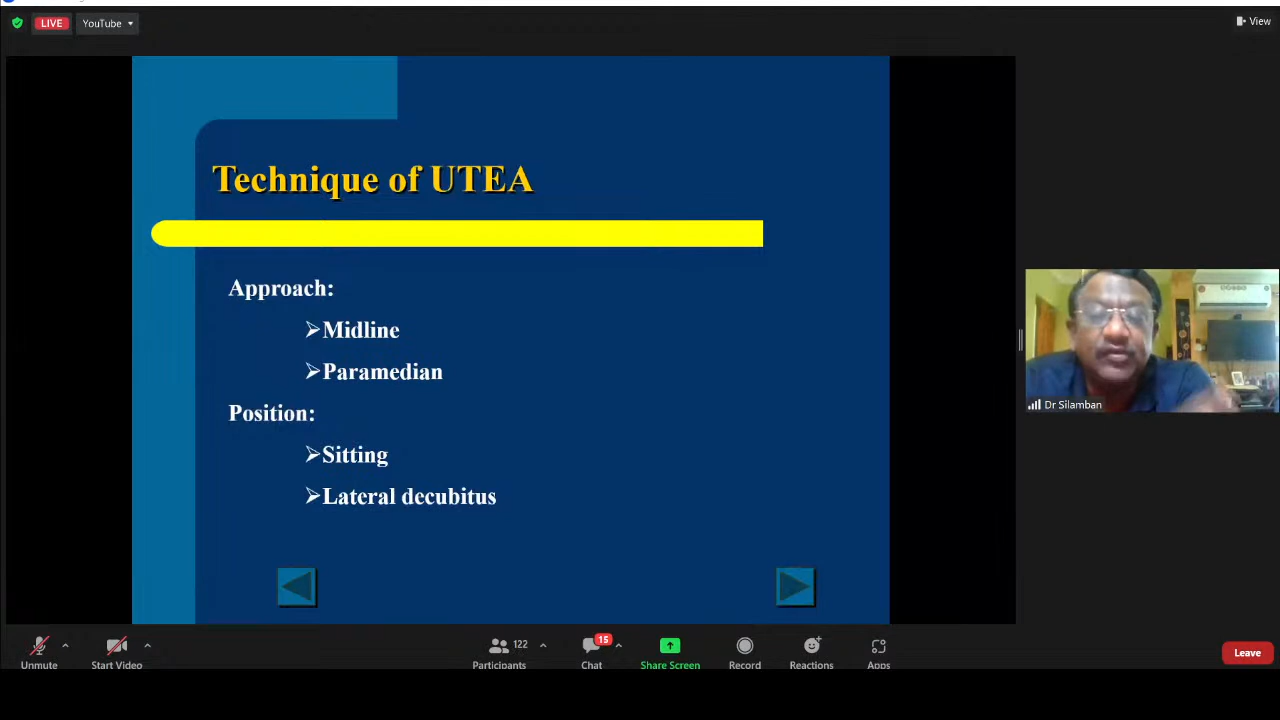 LIVE
YouTube
View
Technique of UTEA
Approach:
➢Midline
➢Paramedian
Position:
➢Sitting
➢Lateral decubitus
Dr Silamban
Unmute
Start Video
122
Participants
15
Chat
Share Screen
Record
Reactions
Apps
Leave